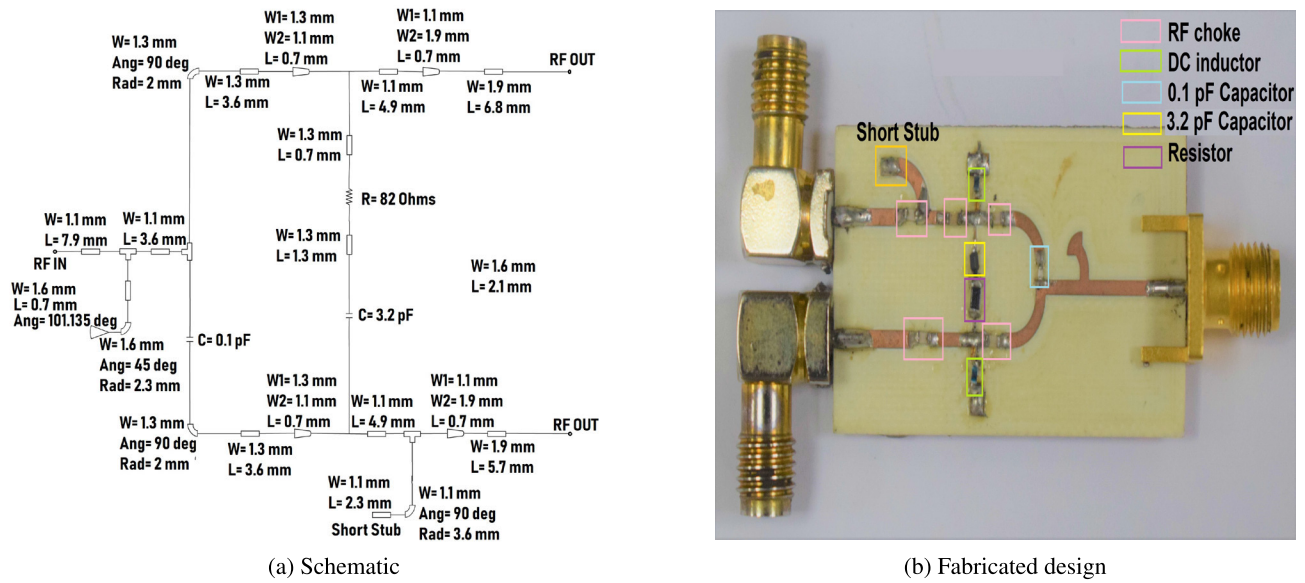 W1= 1.3 mm
W2= 1.1 mm
L= 0.7 mm
W1= 1.1 mm
W2= 1.9 mm
L= 0.7 mm
W= 1.3 mm
Ang= 90 deg
Rad= 2 mm
W= 1.3 mm
L= 3.6 mm
W= 1.1 mm
L= 4.9 mm
W= 1.9 mm
L= 6.8 mm
RF OUT
W= 1.3 mm
L= 0.7 mm
R= 82 Ohms
W= 1.3 mm
L= 1.3 mm
W= 1.1 mm
L= 7.9 mm
W= 1.1 mm
L= 3.6 mm
RF IN
W= 1.6 mm
L= 2.1 mm
W= 1.6 mm
L= 0.7 mm
Ang= 101.135 deg
W= 1.6 mm
Ang= 45 deg
Rad= 2.3 mm
C= 0.1 pF
C= 3.2 pF
W1= 1.3 mm
W2= 1.1 mm
L= 0.7 mm
W= 1.1 mm
L= 4.9 mm
W1= 1.1 mm
W2= 1.9 mm
L= 0.7 mm
RF OUT
W= 1.3 mm
Ang= 90 deg
Rad= 2 mm
W= 1.3 mm
L= 3.6 mm
W= 1.9 mm
L= 5.7 mm
W= 1.1 mm
L= 2.3 mm
Short Stub
W= 1.1 mm
Ang= 90 deg
Rad= 3.6 mm
(a) Schematic
RF choke
DC inductor
0.1 pF Capacitor
3.2 pF Capacitor
Resistor
Short Stub
(b) Fabricated design